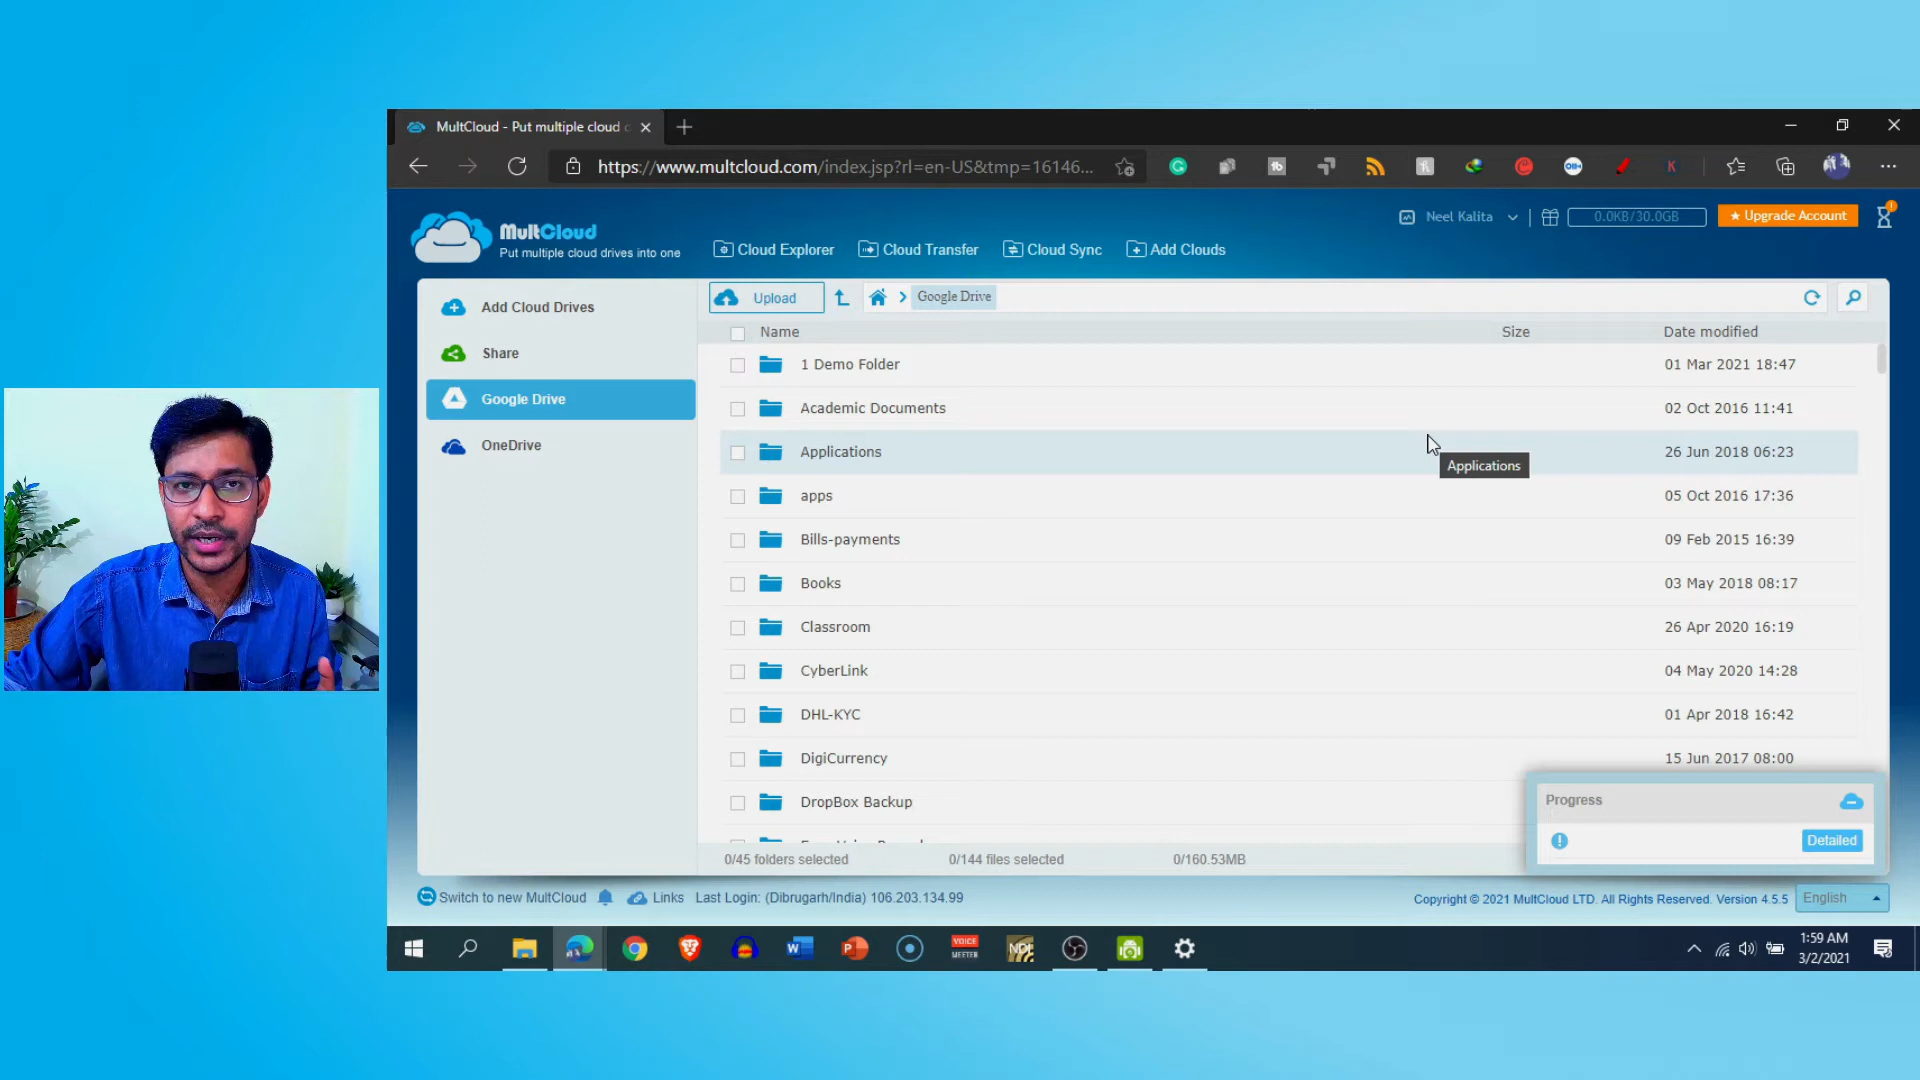 MultCloud - Put multiple cloud d
https://www.multcloud.com/index.jsp?rl=en-US&tmp=16146...
MultCloud
Put multiple cloud drives into one
Cloud Explorer
Cloud Transfer
Cloud Sync
Add Clouds
Neel Kalita
0.0KB/30.0GB
Upgrade Account
Add Cloud Drives
Share
Google Drive
OneDrive
Upload
Google Drive
Name Size Date modified
1 Demo Folder 01 Mar 2021 18:47
Academic Documents 02 Oct 2016 11:41
Applications 26 Jun 2018 06:23
Applications
apps 05 Oct 2016 17:36
Bills-payments 09 Feb 2015 16:39
Books 03 May 2018 08:17
Classroom 26 Apr 2020 16:19
CyberLink 04 May 2020 14:28
DHL-KYC 01 Apr 2018 16:42
DigiCurrency 15 Jun 2017 08:00
DropBox Backup
Progress
Detailed
0/45 folders selected 0/144 files selected 0/160.53MB
Switch to new MultCloud
Links
Last Login: (Dibrugarh/India) 106.203.134.99
Copyright © 2021 MultCloud LTD. All Rights Reserved. Version 4.5.5
English
VOICE
MEETER
NDI
1:59 AM
3/2/2021